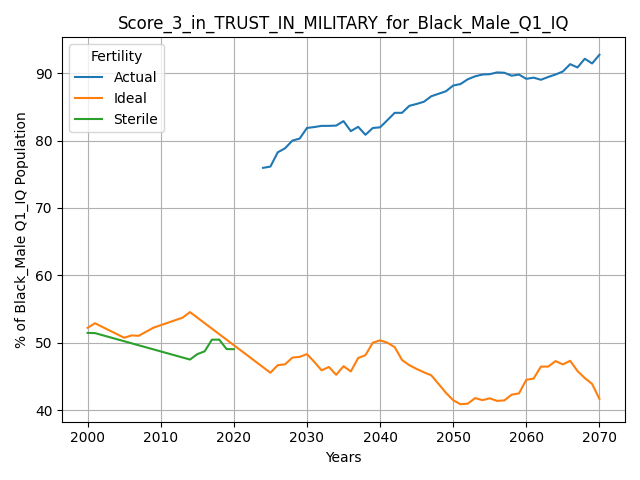 Score_3_in_TRUST_IN_MILITARY_for_Black_Male_Q1_IQ
Fertility
Actual
Ideal
Sterile
% of Black_Male Q1_IQ Population
90
80
70
60
50
40
2000
2010
2020
2030
2040
2050
2060
2070
Years